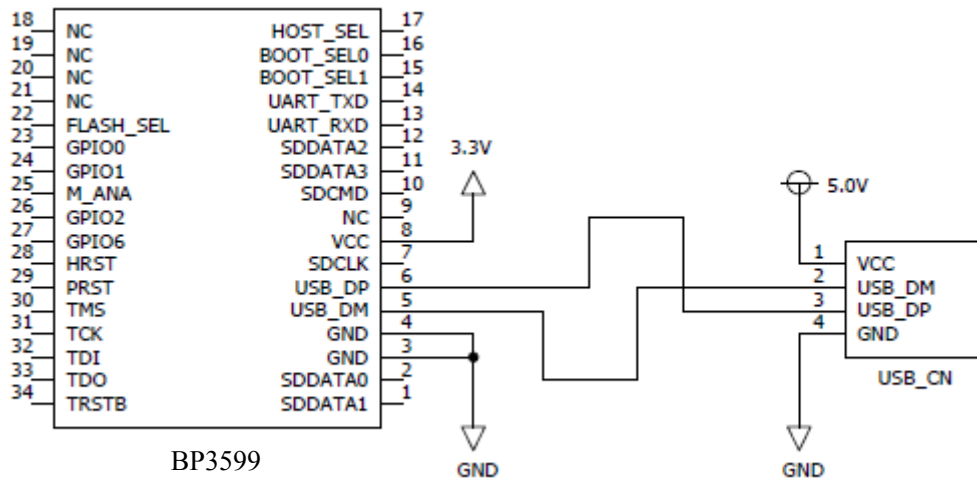 18 NC HOST_SEL 17
19 NC BOOT_SEL0 16
20 NC BOOT_SEL1 15
21 NC UART_TXD 14
22 FLASH_SEL UART_RXD 13
23 GPIO0 SDDATA2 12
24 GPIO1 SDDATA3 11
25 M_ANA SDCMD 10
26 GPIO2 NC 9
27 GPIO6 VCC 8
28 HRST SDCLK 7
29 PRST USB_DP 6
30 TMS USB_DM 5
31 TCK GND 4
32 TDI GND 3
33 TDO SDDATA0 2
34 TRSTB SDDATA1 1
BP3599
3.3V
GND
5.0V
1 VCC
2 USB_DM
3 USB_DP
4 GND
USB_CN
GND